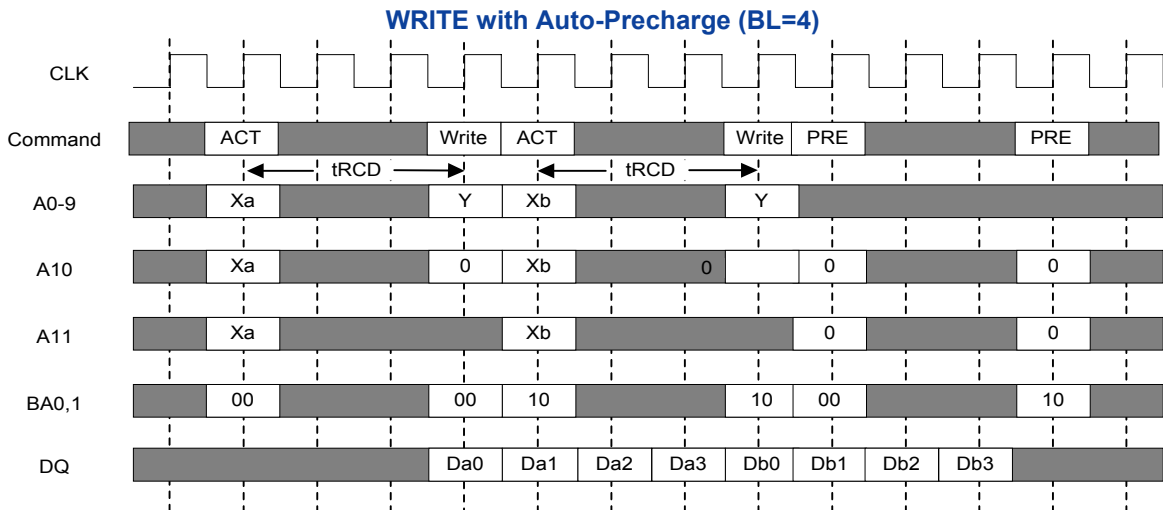 WRITE with Auto-Precharge (BL=4)
CLK
Command ACT Write ACT Write PRE PRE
tRCD tRCD
A0-9 Xa Y Xb Y
A10 Xa 0 Xb 0 0 0
A11 Xa Xb 0 0
BA0,1 00 00 10 10 00 10
DQ Da0 Da1 Da2 Da3 Db0 Db1 Db2 Db3